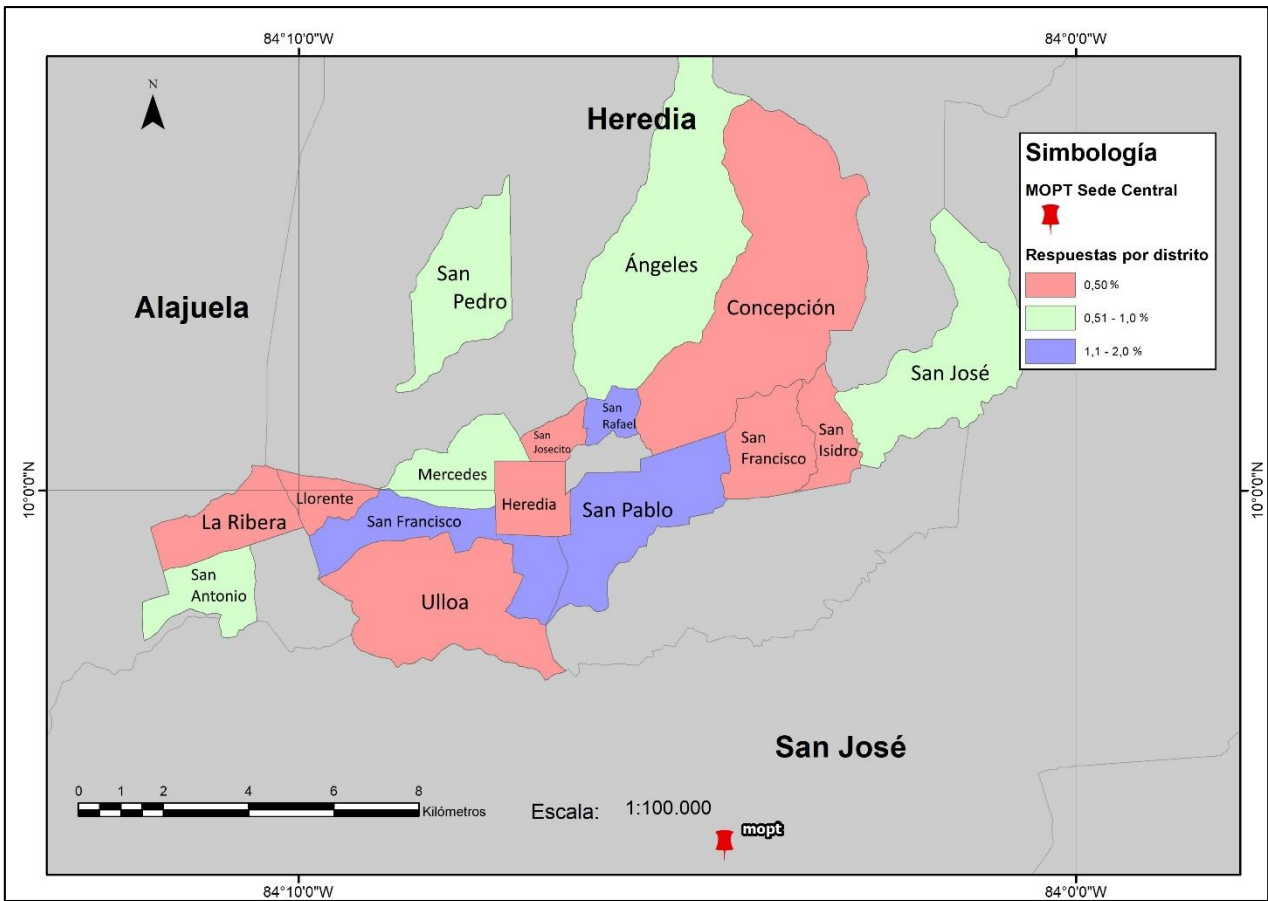 84°10'0"W
84°0'0"W
N
Heredia
Simbología
MOPT Sede Central
Respuestas por distrito
0,50 %
0,51 - 1,0 %
1,1 - 2,0 %
Alajuela
San
Pedro
Ángeles
Concepción
San José
San
Rafael
San
Josecito
San
Francisco
San
Isidro
Mercedes
10°0'0"N
10°0'0"N
Llorente
Heredia
La Ribera
San Francisco
San Pablo
San
Antonio
Ulloa
San José
0 1 2 4 6 8
Kilómetros
Escala: 1:100.000
mopt
84°10'0"W
84°0'0"W